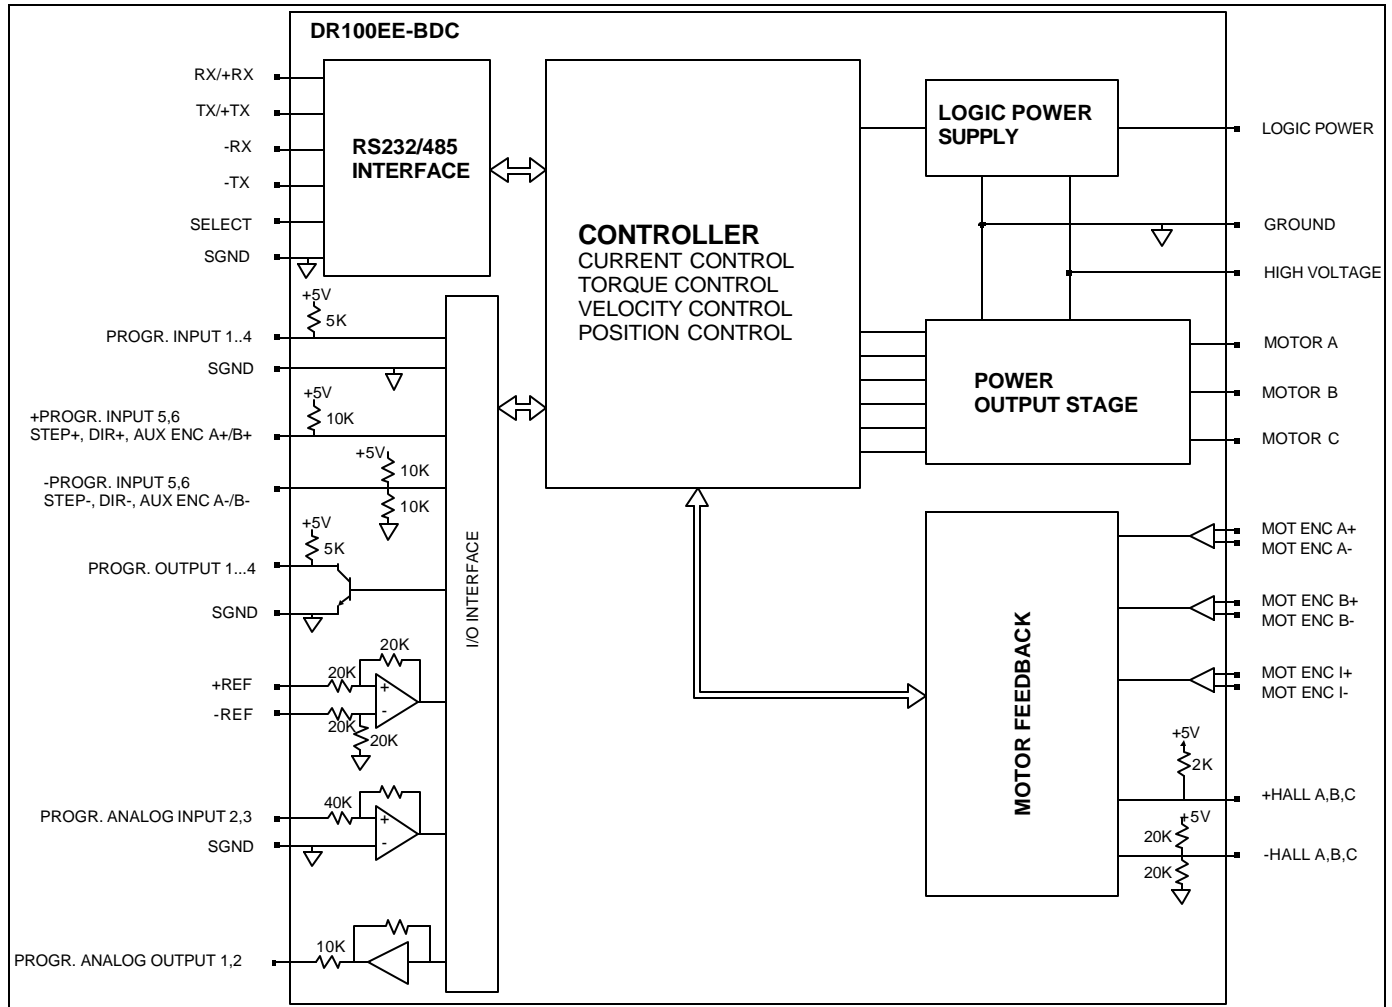 DR100EE-BDC
RX/+RX
TX/+TX
-RX
-TX
SELECT
SGND
RS232/485
INTERFACE
+5V
5K
PROGR. INPUT 1..4
SGND
+5V
10K
+PROGR. INPUT 5,6
STEP+, DIR+, AUX ENC A+/B+
+5V
10K
-PROGR. INPUT 5,6
STEP-, DIR-, AUX ENC A-/B-
10K
+5V
5K
PROGR. OUTPUT 1...4
SGND
20K
20K
+REF
+
-REF
-
20K
20K
40K
PROGR. ANALOG INPUT 2,3
+
SGND
-
10K
PROGR. ANALOG OUTPUT 1,2
I/O INTERFACE
CONTROLLER
CURRENT CONTROL
TORQUE CONTROL
VELOCITY CONTROL
POSITION CONTROL
LOGIC POWER
SUPPLY
LOGIC POWER
GROUND
HIGH VOLTAGE
POWER
OUTPUT STAGE
MOTOR A
MOTOR B
MOTOR C
MOTOR FEEDBACK
MOT ENC A+
MOT ENC A-
MOT ENC B+
MOT ENC B-
MOT ENC I+
MOT ENC I-
+5V
2K
+HALL A,B,C
+5V
20K
-HALL A,B,C
20K